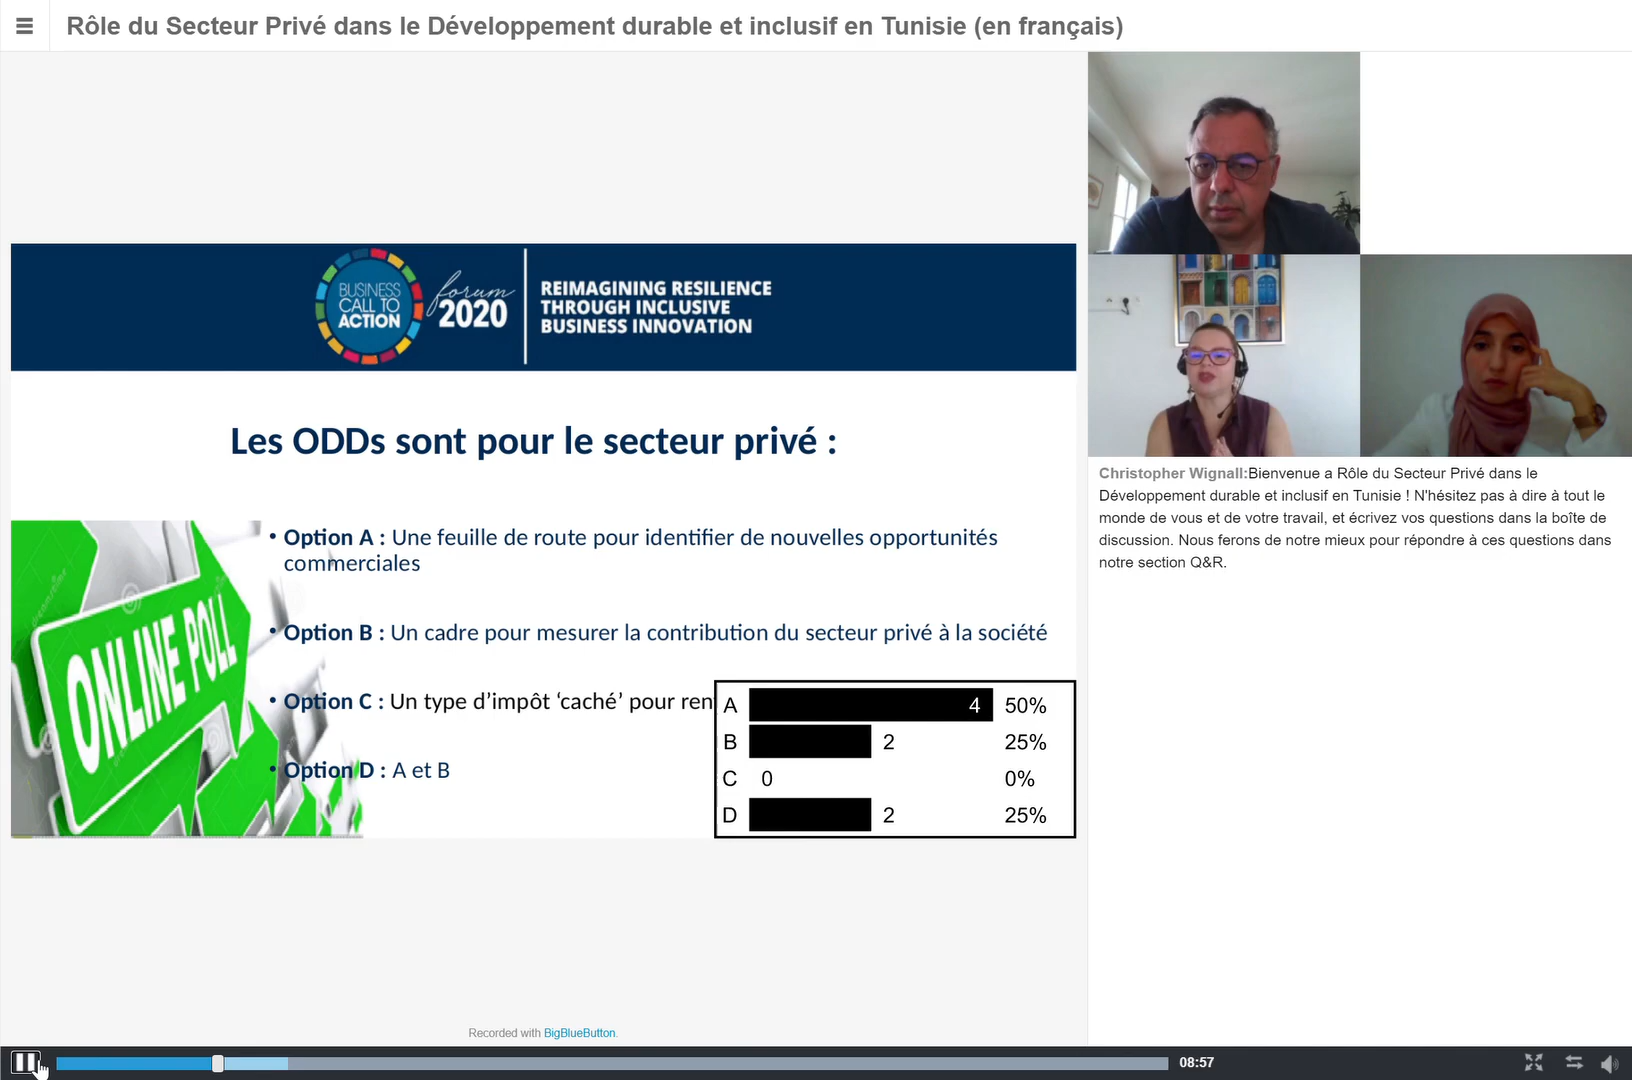 Rôle du Secteur Privé dans le Développement durable et inclusif en Tunisie (en français)
BUSINESS
CALL TO
ACTION
forum
2020
REIMAGINING RESILIENCE
THROUGH INCLUSIVE
BUSINESS INNOVATION
Les ODDs sont pour le secteur privé :
• Option A : Une feuille de route pour identifier de nouvelles opportunités
commerciales
• Option B : Un cadre pour mesurer la contribution du secteur privé à la société
• Option C : Un type d’impôt ‘caché’ pour ren
• Option D : A et B
ONLINE POLL
A 4 50%
B 2 25%
C 0 0%
D 2 25%
Christopher Wignall:Bienvenue a Rôle du Secteur Privé dans le
Développement durable et inclusif en Tunisie ! N'hésitez pas à dire à tout le
monde de vous et de votre travail, et écrivez vos questions dans la boîte de
discussion. Nous ferons de notre mieux pour répondre à ces questions dans
notre section Q&R.
Recorded with BigBlueButton.
08:57